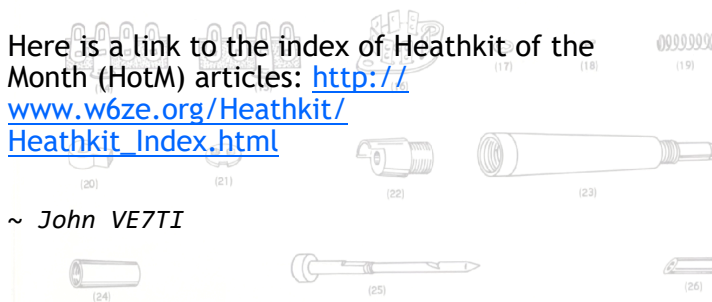 Here is a link to the index of Heathkit of the
Month (HotM) articles: http://
www.w6ze.org/Heathkit/
Heathkit_Index.html
~ John VE7TI
(17)
(18)
(19)
(20)
(21)
(22)
(23)
(24)
(25)
(26)